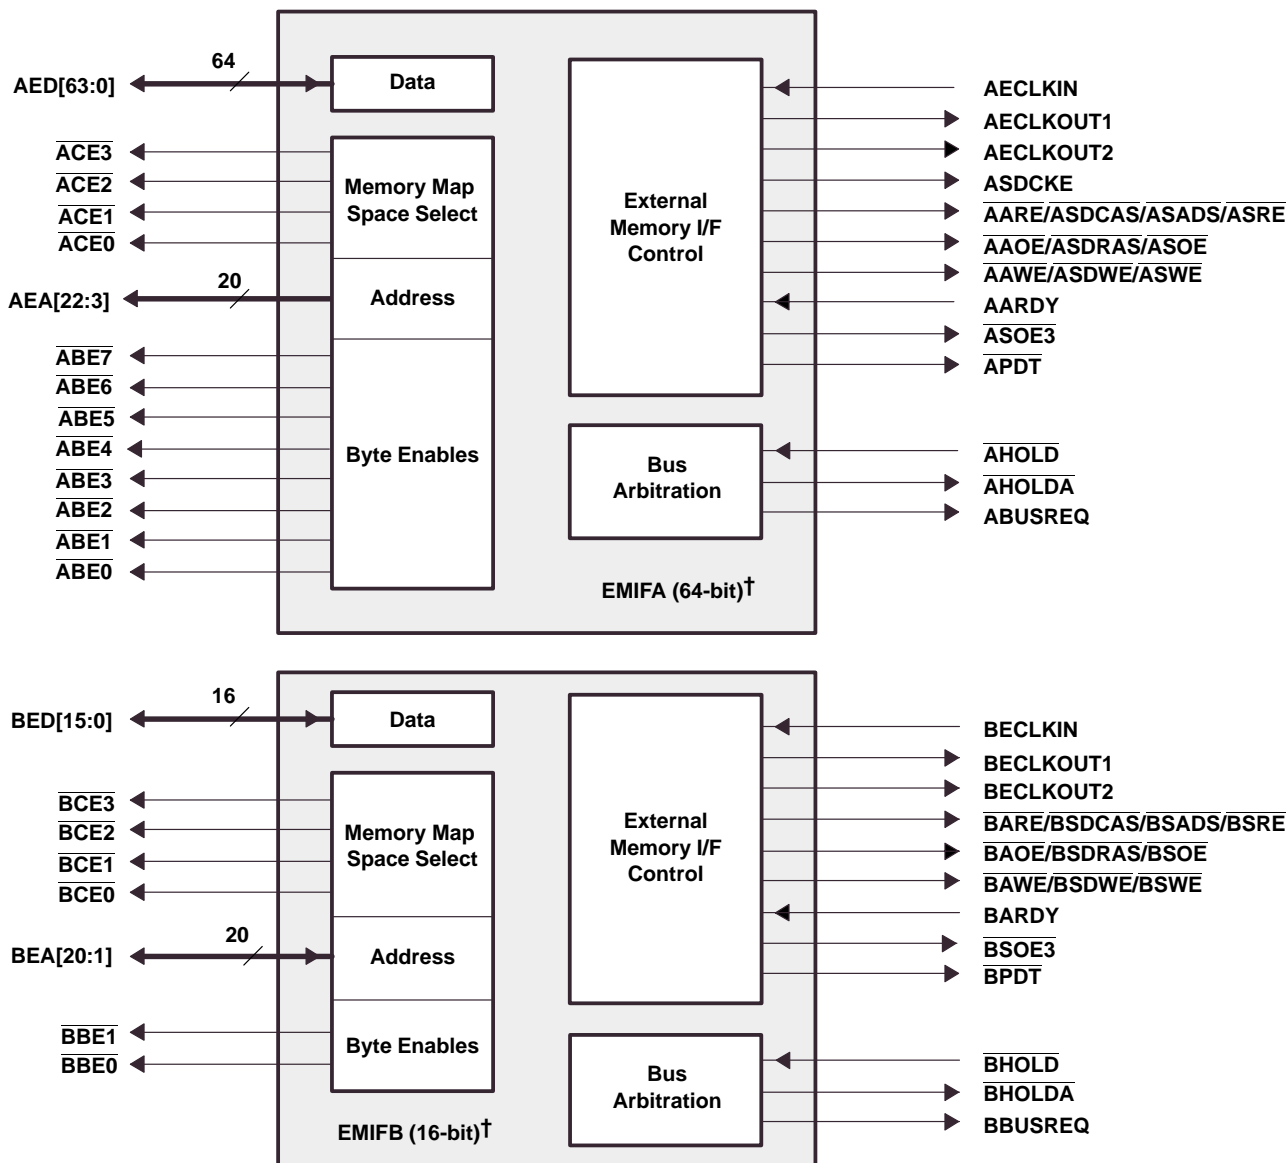 64
AED[63:0]
Data
ACE3
ACE2
ACE1
ACE0
Memory Map
Space Select
20
AEA[22:3]
Address
ABE7
ABE6
ABE5
ABE4
ABE3
ABE2
ABE1
ABE0
Byte Enables
External
Memory I/F
Control
AECLKIN
AECLKOUT1
AECLKOUT2
ASDCKE
AARE/ASDCAS/ASADS/ASRE
AAOE/ASDRAS/ASOE
AAWE/ASDWE/ASWE
AARDY
ASOE3
APDT
Bus
Arbitration
AHOLD
AHOLDA
ABUSREQ
EMIFA (64-bit)†
16
BED[15:0]
Data
BCE3
BCE2
BCE1
BCE0
Memory Map
Space Select
20
BEA[20:1]
Address
BBE1
BBE0
Byte Enables
External
Memory I/F
Control
BECLKIN
BECLKOUT1
BECLKOUT2
BARE/BSDCAS/BSADS/BSRE
BAOE/BSDRAS/BSOE
BAWE/BSDWE/BSWE
BARDY
BSOE3
BPDT
Bus
Arbitration
BHOLD
BHOLDA
BBUSREQ
EMIFB (16-bit)†